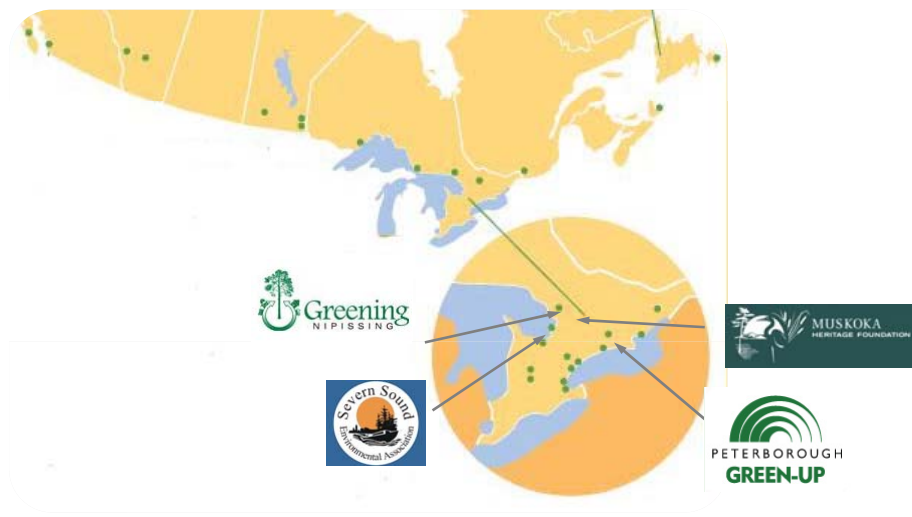 Greening
NIPISSING
MUSKOKA
HERITAGE FOUNDATION
Severn Sound
Environmental Association
PETERBOROUGH
GREEN-UP